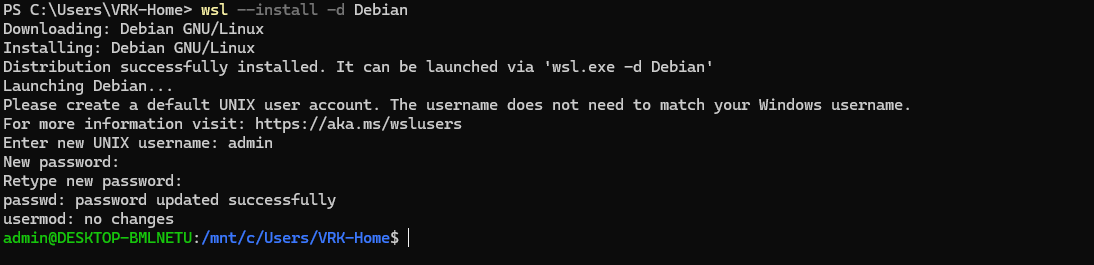 PS C:\Users\VRK-Home> wsl --install -d Debian
Downloading: Debian GNU/Linux
Installing: Debian GNU/Linux
Distribution successfully installed. It can be launched via 'wsl.exe -d Debian'
Launching Debian...
Please create a default UNIX user account. The username does not need to match your Windows username.
For more information visit: https://aka.ms/wslusers
Enter new UNIX username: admin
New password:
Retype new password:
passwd: password updated successfully
usermod: no changes
admin@DESKTOP-BMLNETU:/mnt/c/Users/VRK-Home$